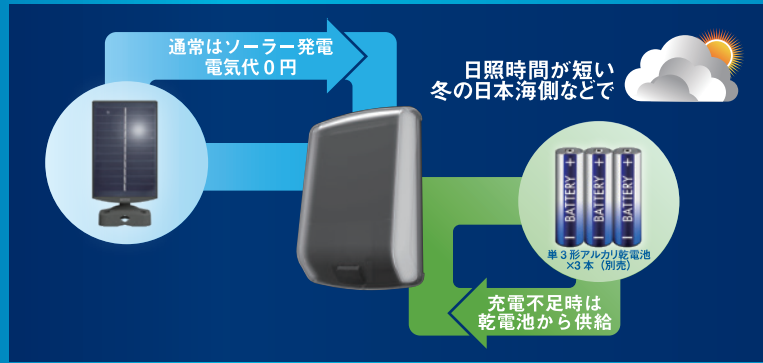 通常はソーラー発電
電気代0円
日照時間が短い
冬の日本海側などで
BATTERY
BATTERY
BATTERY
単3形アルカリ乾電池
×3本(別売)
充電不足時は
乾電池から供給